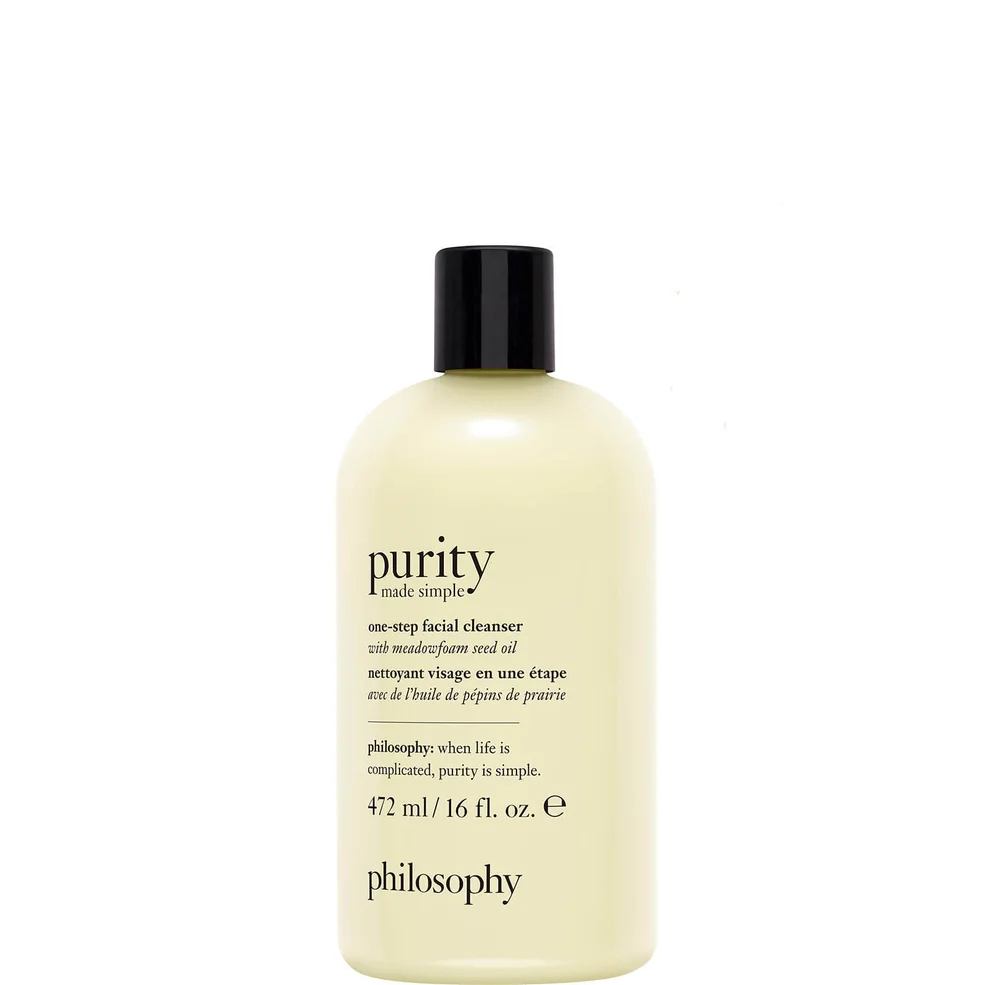 purity
made simple
one-step facial cleanser
with meadowfoam seed oil
nettoyant visage en une étape
avec de l'huile de pépins de prairie
philosophy: when life is
complicated, purity is simple.
472 ml / 16 fl. oz. ℮
philosophy